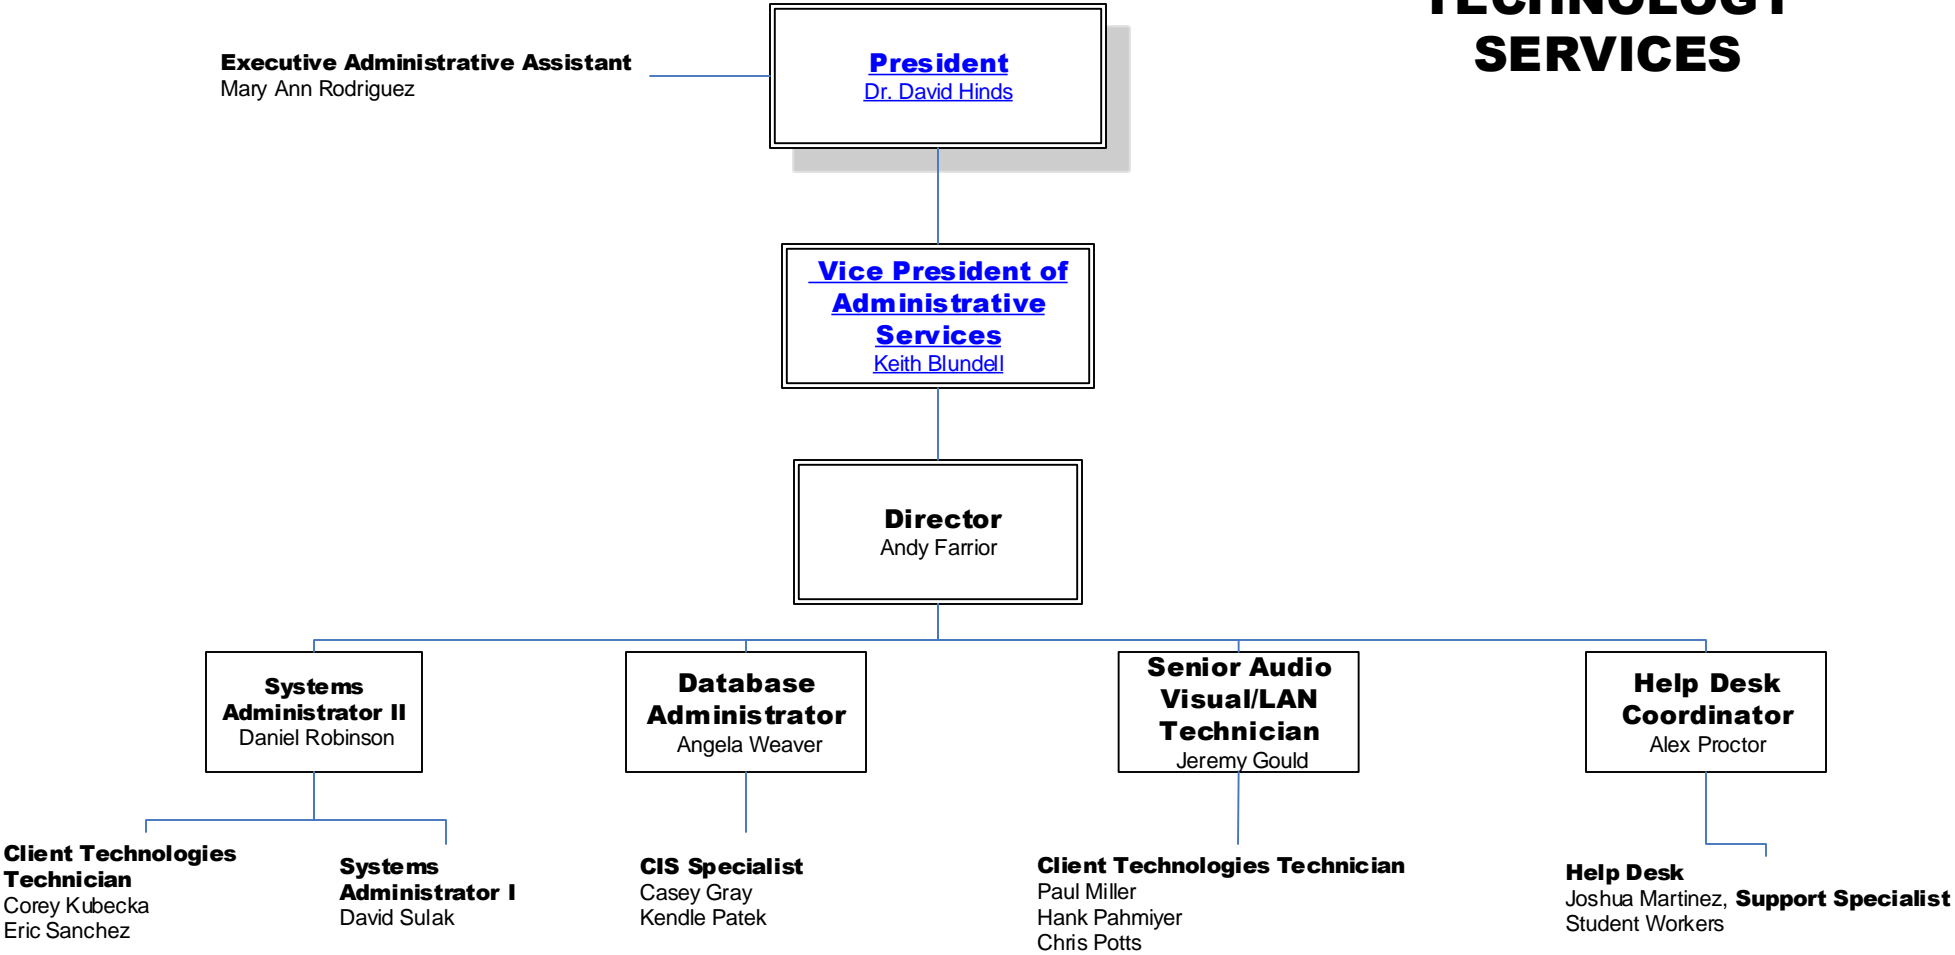 TECHNOLOGY
SERVICES
Executive Administrative Assistant
Mary Ann Rodriguez
President
Dr. David Hinds
Vice President of
Administrative
Services
Keith Blundell
Director
Andy Farrior
Systems
Administrator II
Daniel Robinson
Database
Administrator
Angela Weaver
Senior Audio
Visual/LAN
Technician
Jeremy Gould
Help Desk
Coordinator
Alex Proctor
Client Technologies
Technician
Corey Kubecka
Eric Sanchez
Systems
Administrator I
David Sulak
CIS Specialist
Casey Gray
Kendle Patek
Client Technologies Technician
Paul Miller
Hank Pahmiyer
Chris Potts
Help Desk
Joshua Martinez, Support Specialist
Student Workers